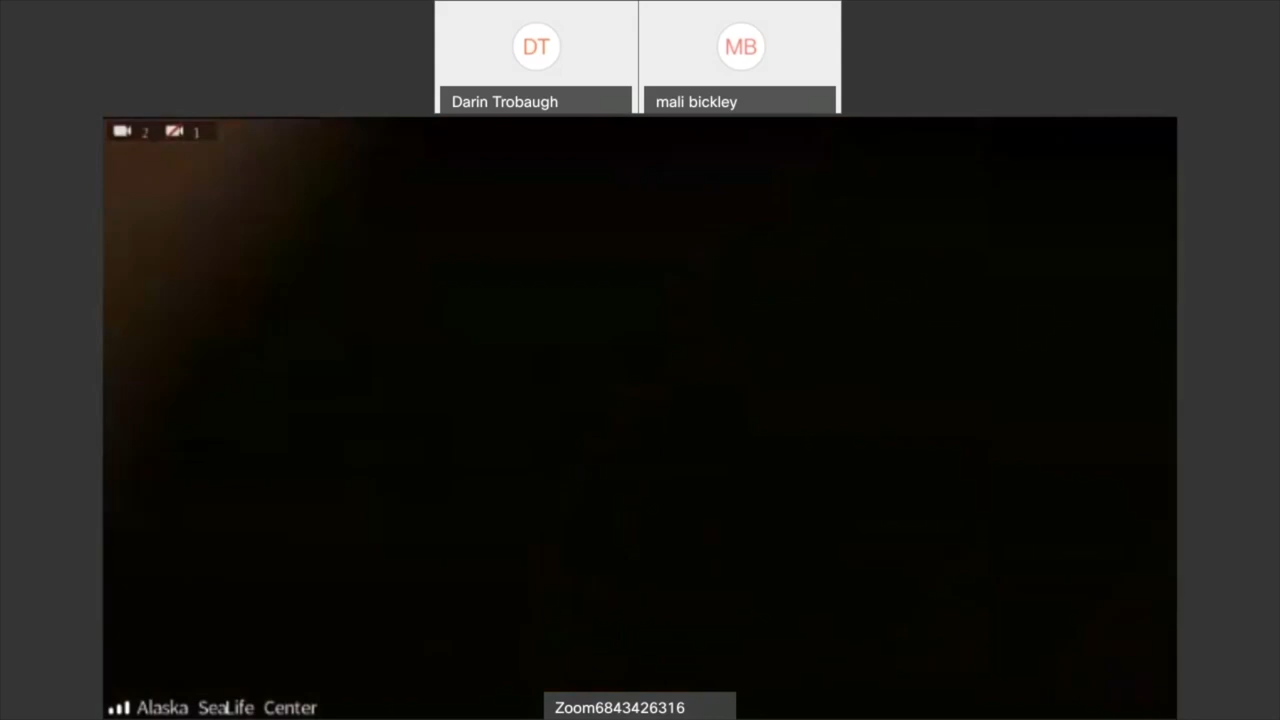 DT
MB
Darin Trobaugh
mali bickley
2
1
Alaska SeaLife Center
Zoom6843426316